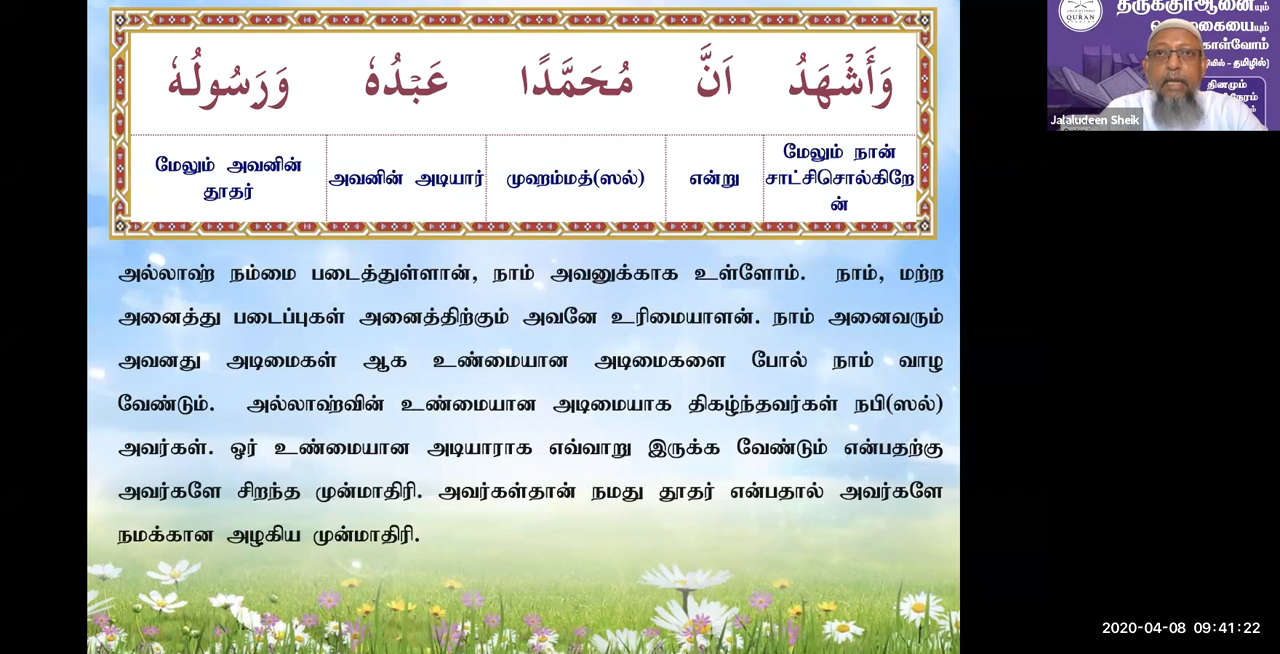 وَأَشْهَدُ اَنَّ مُحَمَّدًا عَبْدُهٗ وَرَسُولُهٗ
மேலும் நான் சாட்சிசொல்கிறேன்
என்று
முஹம்மத்(ஸல்)
அவனின் அடியார்
மேலும் அவனின் தூதர்
அல்லாஹ் நம்மை படைத்துள்ளான், நாம் அவனுக்காக உள்ளோம். நாம், மற்ற
அனைத்து படைப்புகள் அனைத்திற்கும் அவனே உரிமையாளன். நாம் அனைவரும்
அவனது அடிமைகள் ஆக உண்மையான அடிமைகளை போல் நாம் வாழ
வேண்டும். அல்லாஹ்வின் உண்மையான அடிமையாக திகழ்ந்தவர்கள் நபி(ஸல்)
அவர்கள். ஓர் உண்மையான அடியாராக எவ்வாறு இருக்க வேண்டும் என்பதற்கு
அவர்களே சிறந்த முன்மாதிரி. அவர்கள்தான் நமது தூதர் என்பதால் அவர்களே
நமக்கான அழகிய முன்மாதிரி.
QURAN
திருக்குர்ஆனையும்
கையையும்
கொள்வோம்
- தமிழில்)
தினமும்
Jalaludeen Sheik
2020-04-08 09:41:22